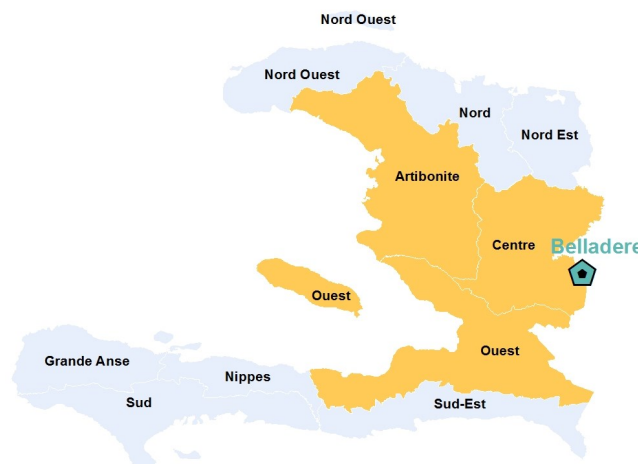 Nord Ouest
Nord Ouest
Nord
Nord Est
Artibonite
Centre
Belladere
Ouest
Ouest
Grande Anse
Nippes
Sud
Sud-Est